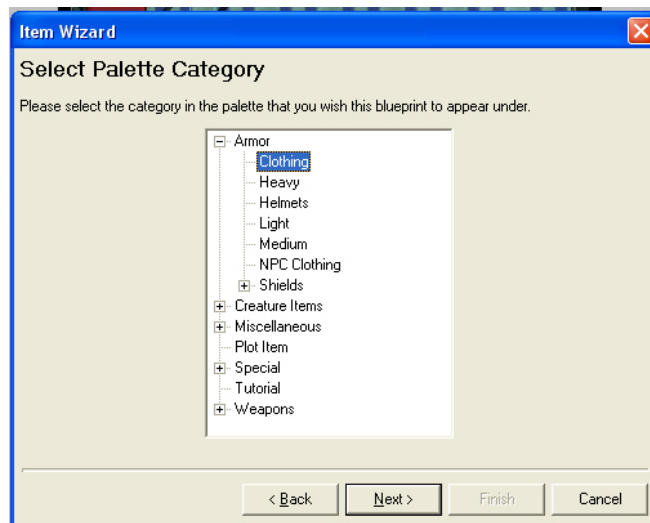 Item Wizard
Select Palette Category
Please select the category in the palette that you wish this blueprint to appear under.
Armor
Clothing
Heavy
Helmets
Light
Medium
NPC Clothing
Shields
Creature Items
Miscellaneous
Plot Item
Special
Tutorial
Weapons
< Back Next > Finish Cancel